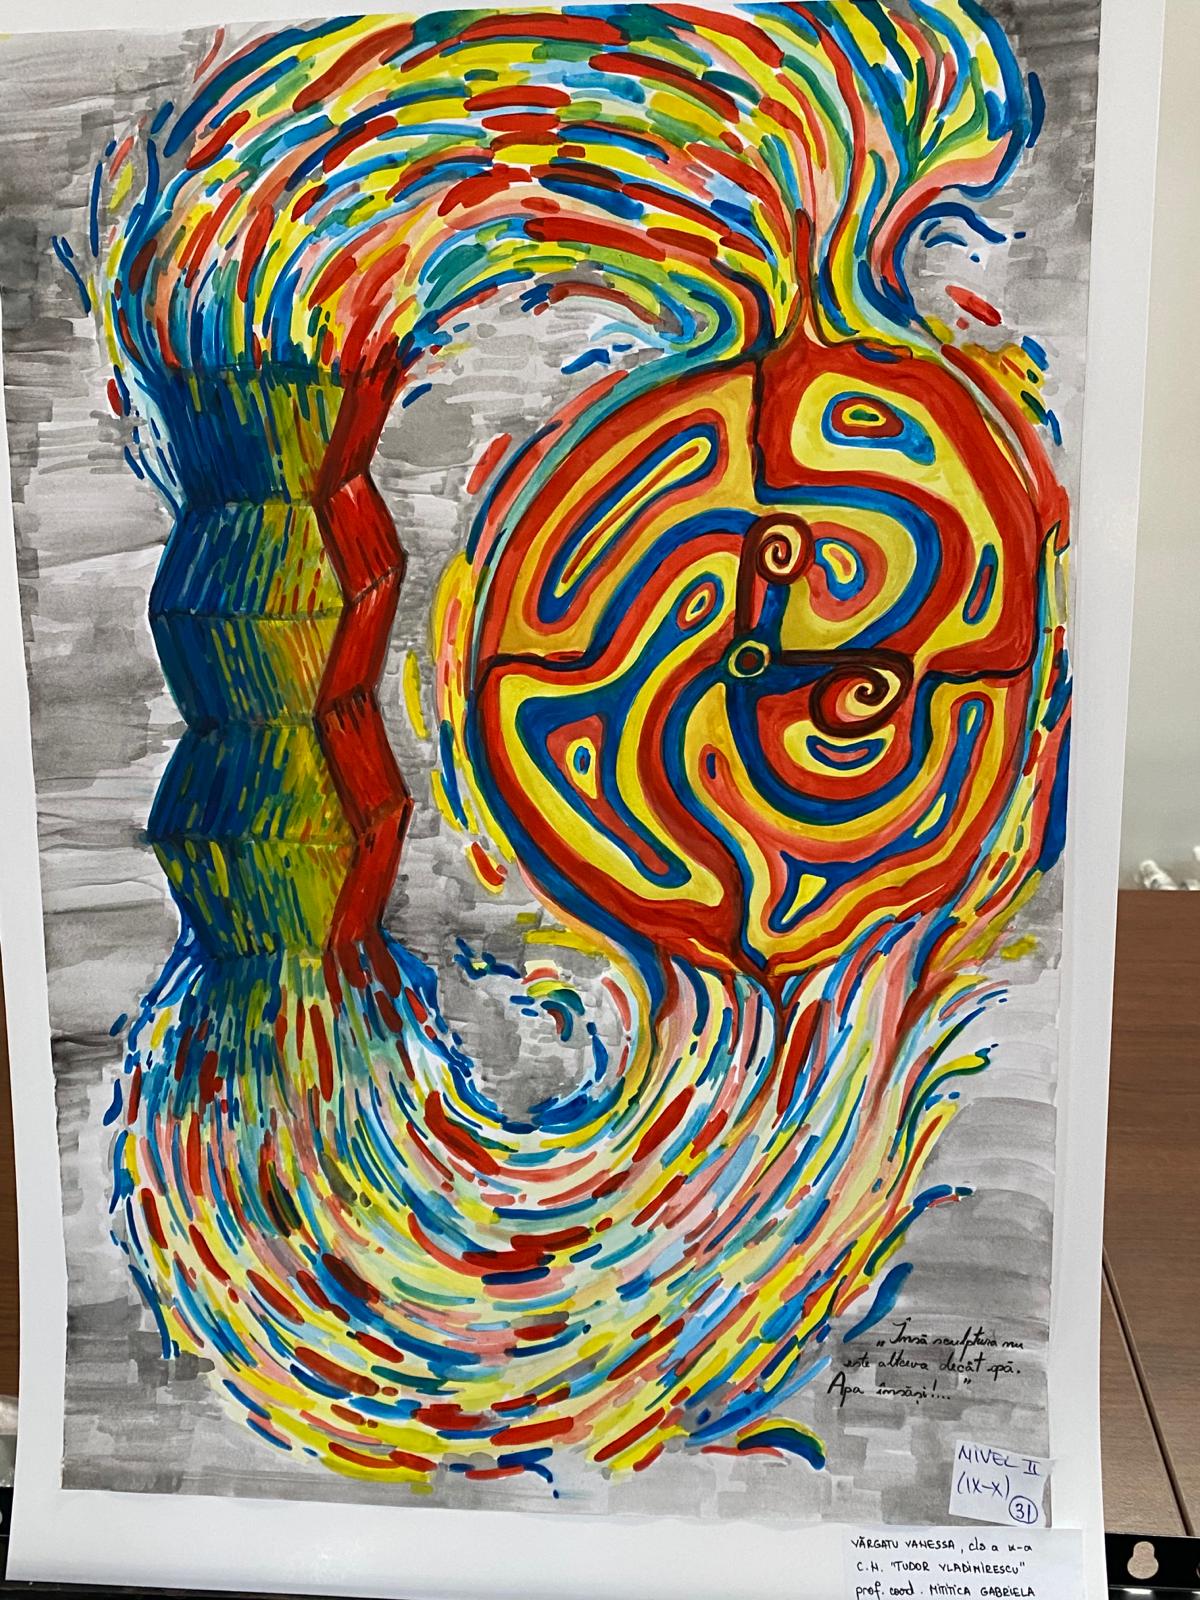 „Însă sculptura nu
este altceva decât apă.
Apa însăși!..."
NIVEL II
(IX-X)
31
VĂRGATU VANESSA, cls a X-a
C.N. "TUDOR VLADIMIRESCU"
prof. coord. MITITICA GABRIELA